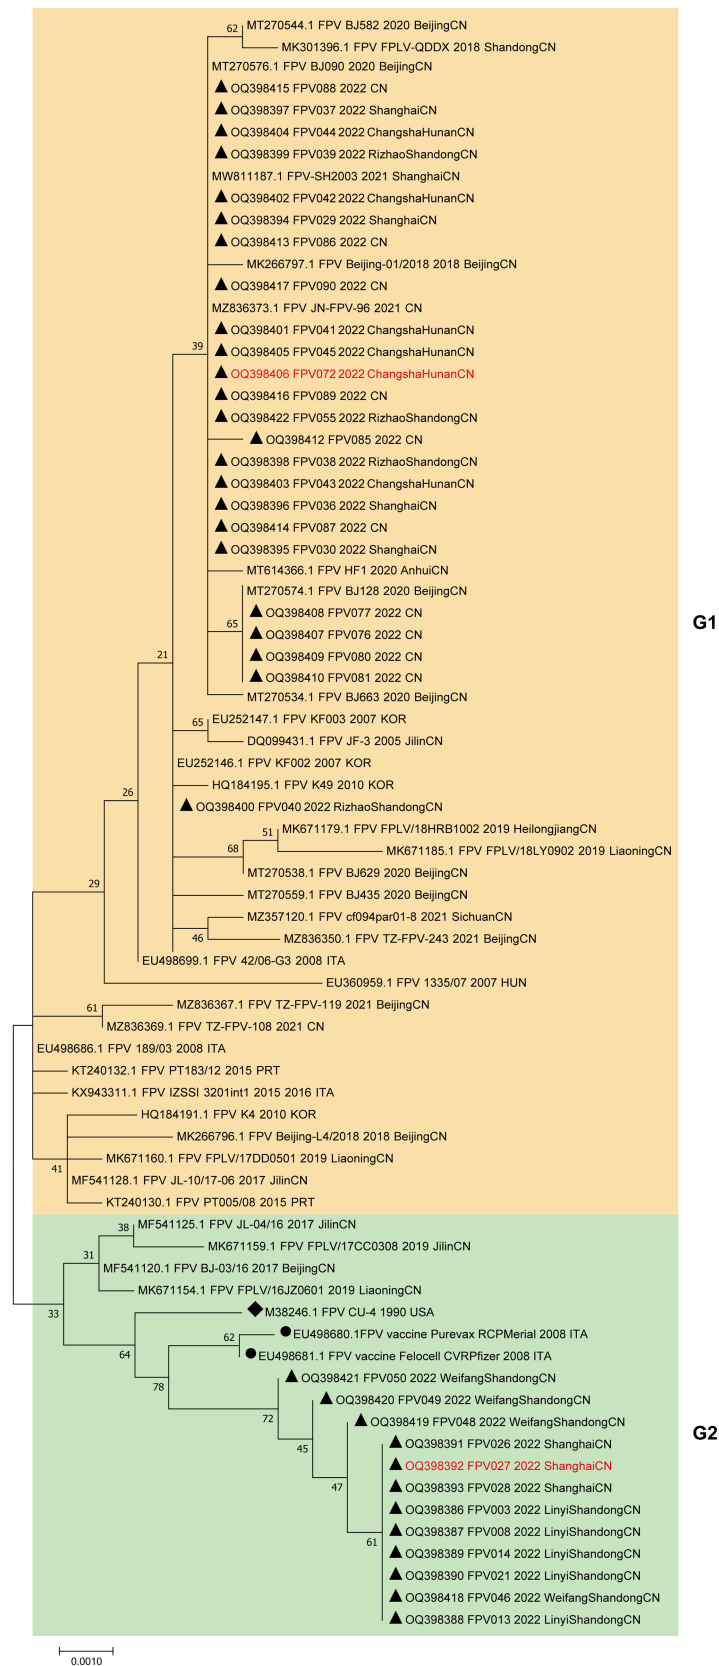 62
MT270544.1 FPV BJ582 2020 BeijingCN
MK301396.1 FPV FPLV-QDDX 2018 ShandongCN
MT270576.1 FPV BJ090 2020 BeijingCN
OQ398415 FPV088 2022 CN
OQ398397 FPV037 2022 ShanghaiCN
OQ398404 FPV044 2022 ChangshaHunanCN
OQ398399 FPV039 2022 RizhaoShandongCN
MW811187.1 FPV-SH2003 2021 ShanghaiCN
OQ398402 FPV042 2022 ChangshaHunanCN
OQ398394 FPV029 2022 ShanghaiCN
OQ398413 FPV086 2022 CN
MK266797.1 FPV Beijing-01/2018 2018 BeijingCN
OQ398417 FPV090 2022 CN
MZ836373.1 FPV JN-FPV-96 2021 CN
OQ398401 FPV041 2022 ChangshaHunanCN
39
OQ398405 FPV045 2022 ChangshaHunanCN
OQ398406 FPV072 2022 ChangshaHunanCN
OQ398416 FPV089 2022 CN
OQ398422 FPV055 2022 RizhaoShandongCN
OQ398412 FPV085 2022 CN
OQ398398 FPV038 2022 RizhaoShandongCN
OQ398403 FPV043 2022 ChangshaHunanCN
OQ398396 FPV036 2022 ShanghaiCN
OQ398414 FPV087 2022 CN
OQ398395 FPV030 2022 ShanghaiCN
MT614366.1 FPV HF1 2020 AnhuiCN
MT270574.1 FPV BJ128 2020 BeijingCN
OQ398408 FPV077 2022 CN
65
G1
OQ398407 FPV076 2022 CN
OQ398409 FPV080 2022 CN
21
OQ398410 FPV081 2022 CN
MT270534.1 FPV BJ663 2020 BeijingCN
65
EU252147.1 FPV KF003 2007 KOR
DQ099431.1 FPV JF-3 2005 JilinCN
EU252146.1 FPV KF002 2007 KOR
HQ184195.1 FPV K49 2010 KOR
26
OQ398400 FPV040 2022 RizhaoShandongCN
51
MK671179.1 FPV FPLV/18HRB1002 2019 HeilongjiangCN
68
MK671185.1 FPV FPLV/18LY0902 2019 LiaoningCN
MT270538.1 FPV BJ629 2020 BeijingCN
29
MT270559.1 FPV BJ435 2020 BeijingCN
MZ357120.1 FPV cf094par01-8 2021 SichuanCN
46
MZ836350.1 FPV TZ-FPV-243 2021 BeijingCN
EU498699.1 FPV 42/06-G3 2008 ITA
EU360959.1 FPV 1335/07 2007 HUN
61
MZ836367.1 FPV TZ-FPV-119 2021 BeijingCN
MZ836369.1 FPV TZ-FPV-108 2021 CN
EU498686.1 FPV 189/03 2008 ITA
KT240132.1 FPV PT183/12 2015 PRT
KX943311.1 FPV IZSSI 3201int1 2015 2016 ITA
HQ184191.1 FPV K4 2010 KOR
MK266796.1 FPV Beijing-L4/2018 2018 BeijingCN
MK671160.1 FPV FPLV/17DD0501 2019 LiaoningCN
41
MF541128.1 FPV JL-10/17-06 2017 JilinCN
KT240130.1 FPV PT005/08 2015 PRT
38
MF541125.1 FPV JL-04/16 2017 JilinCN
MK671159.1 FPV FPLV/17CC0308 2019 JilinCN
31
MF541120.1 FPV BJ-03/16 2017 BeijingCN
MK671154.1 FPV FPLV/16JZ0601 2019 LiaoningCN
33
M38246.1 FPV CU-4 1990 USA
62
EU498680.1FPV vaccine Purevax RCPMerial 2008 ITA
64
EU498681.1 FPV vaccine Felocell CVRPfizer 2008 ITA
OQ398421 FPV050 2022 WeifangShandongCN
78
OQ398420 FPV049 2022 WeifangShandongCN
72
OQ398419 FPV048 2022 WeifangShandongCN
G2
OQ398391 FPV026 2022 ShanghaiCN
45
OQ398392 FPV027 2022 ShanghaiCN
47
OQ398393 FPV028 2022 ShanghaiCN
OQ398386 FPV003 2022 LinyiShandongCN
OQ398387 FPV008 2022 LinyiShandongCN
61
OQ398389 FPV014 2022 LinyiShandongCN
OQ398390 FPV021 2022 LinyiShandongCN
OQ398418 FPV046 2022 WeifangShandongCN
OQ398388 FPV013 2022 LinyiShandongCN
0.0010